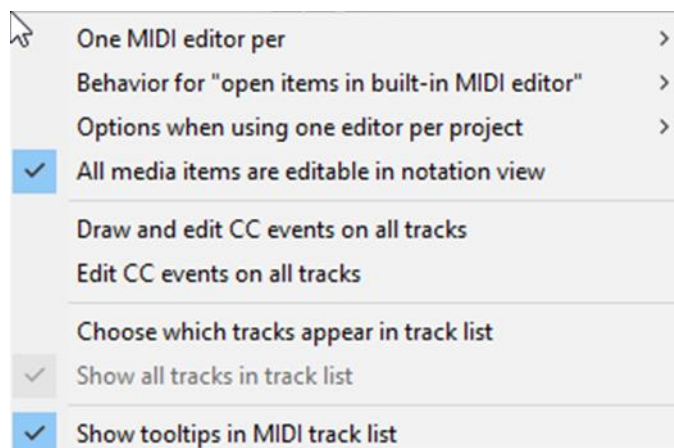 One MIDI editor per
Behavior for "open items in built-in MIDI editor"
Options when using one editor per project
All media items are editable in notation view
Draw and edit CC events on all tracks
Edit CC events on all tracks
Choose which tracks appear in track list
Show all tracks in track list
Show tooltips in MIDI track list